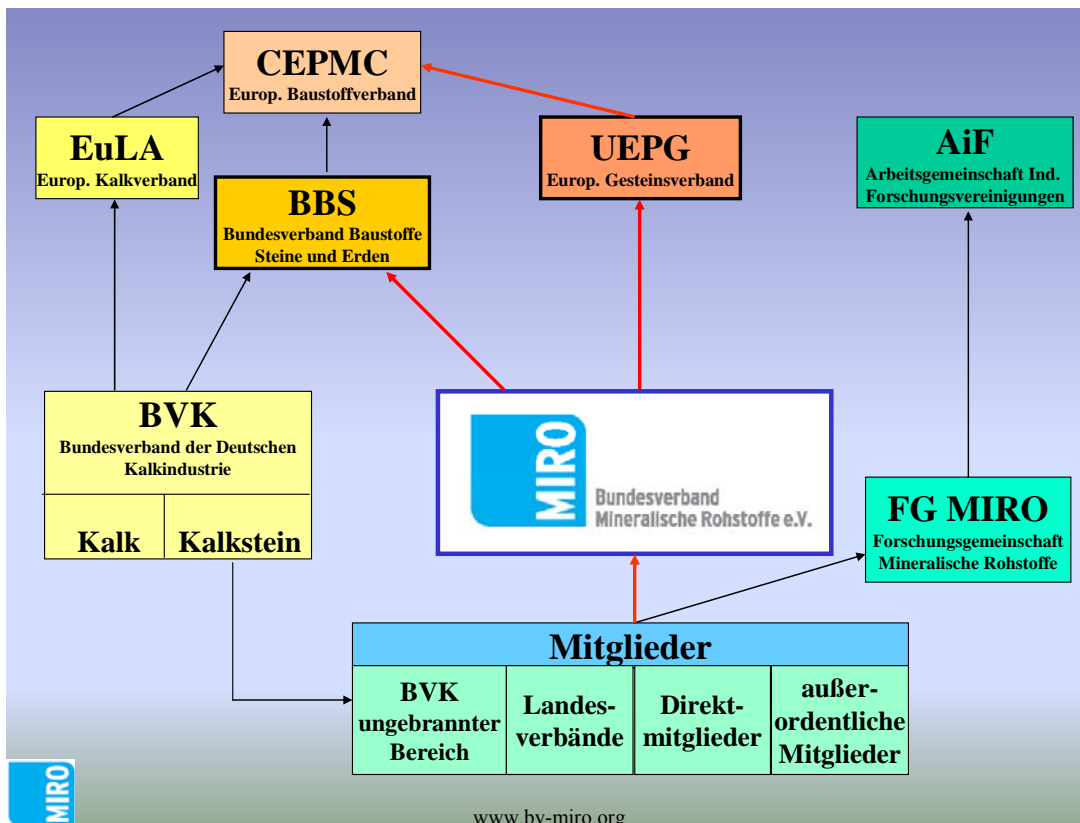 CEPMC
Europ. Baustoffverband
EuLA
Europ. Kalkverband
UEPG
Europ. Gesteinsverband
AiF
Arbeitsgemeinschaft Ind.
Forschungsvereinigungen
BBS
Bundesverband Baustoffe
Steine und Erden
BVK
Bundesverband der Deutschen
Kalkindustrie
Kalk
Kalkstein
MIRO
Bundesverband
Mineralische Rohstoffe e.V.
FG MIRO
Forschungsgemeinschaft
Mineralische Rohstoffe
Mitglieder
BVK
ungebrannter
Bereich
Landes-
verbände
Direkt-
mitglieder
außer-
ordentliche
Mitglieder
MIRO
www.bv-miro.org